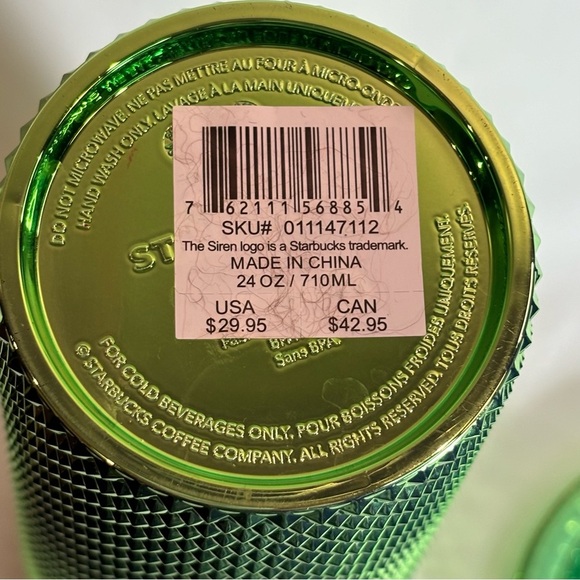 DO NOT MICROWAVE NE PAS METTRE AU FOUR À MICRO-ONDES
HAND WASH ONLY. LAVAGE À LA MAIN UNIQUEMENT
7 62111 56885 4
SKU# 011147112
The Siren logo is a Starbucks trademark.
MADE IN CHINA
24 OZ / 710ML
USA CAN
$29.95 $42.95
Sans BPA
FOR COLD BEVERAGES ONLY. POUR BOISSONS FROIDES UNIQUEMENT.
© STARBUCKS COFFEE COMPANY. ALL RIGHTS RESERVED. TOUS DROITS RÉSERVÉS.